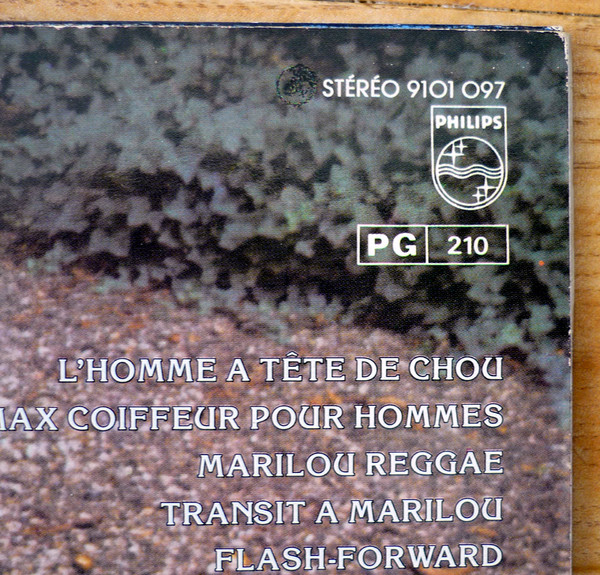 STÉRÉO 9101 097
PHILIPS
PG 210
L'HOMME A TÊTE DE CHOU
MAX COIFFEUR POUR HOMMES
MARILOU REGGAE
TRANSIT A MARILOU
FLASH-FORWARD